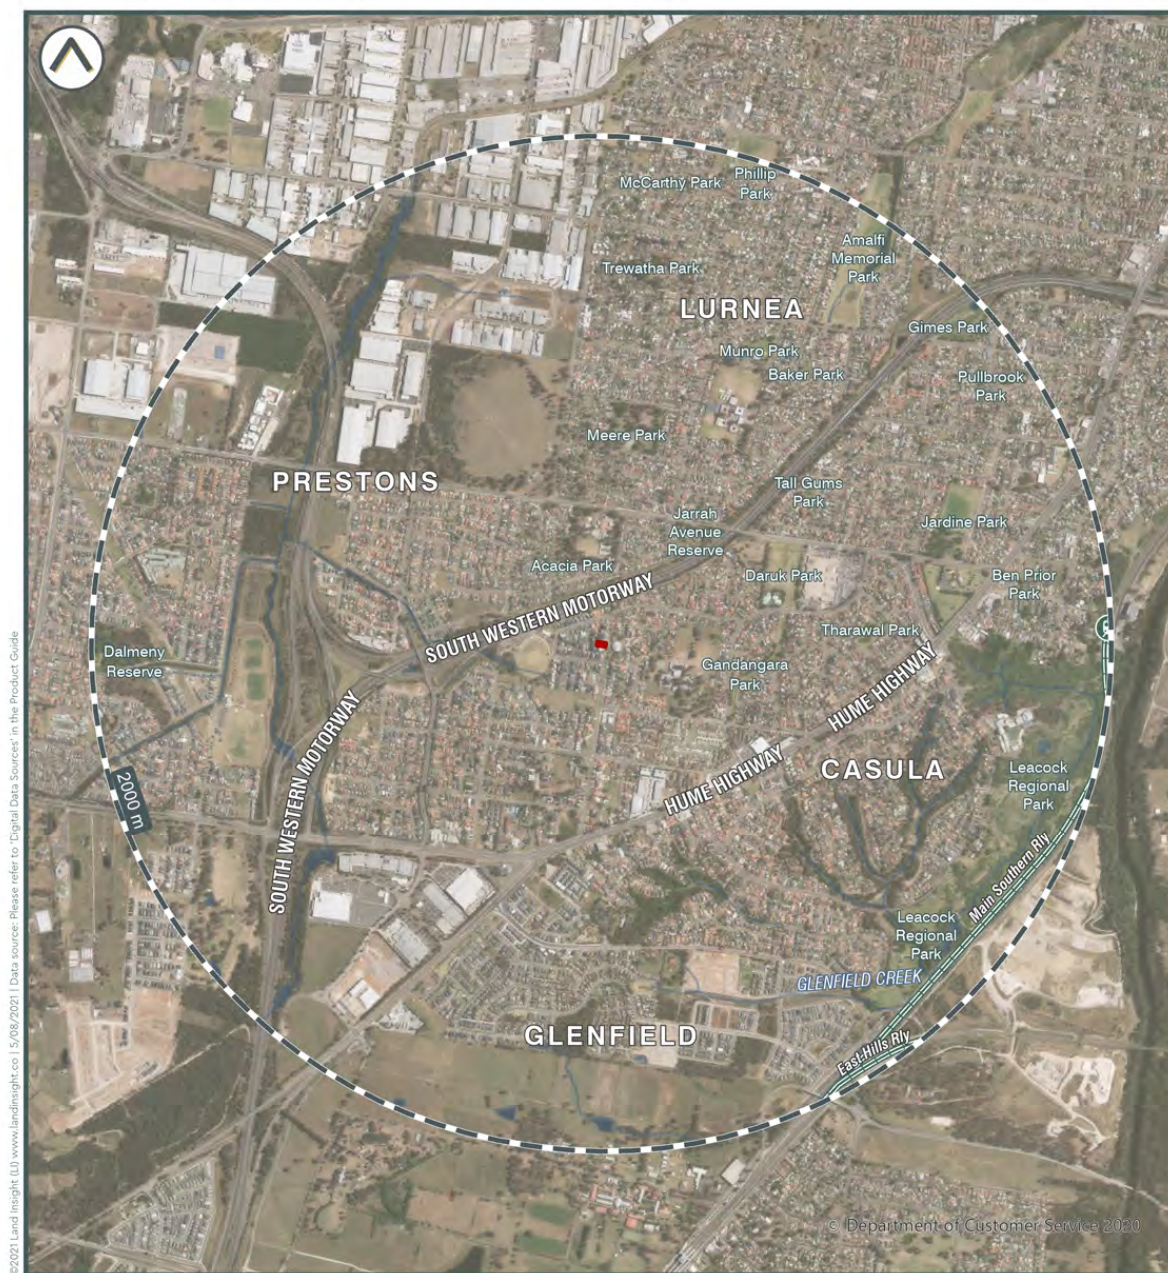 McCarthy Park
Phillip
Park
Amalfi
Memorial
Park
Trewatha Park
LURNEA
Gimes Park
Munro Park
Baker Park
Pullbrook
Park
Meere Park
PRESTONS
Tall Gums
Park
Jarrah
Avenue
Reserve
Jardine Park
Acacia Park
Daruk Park
Ben Prior
Park
SOUTH WESTERN MOTORWAY
Tharawal Park
Dalmeny
Reserve
Gandangara
Park
HUME HIGHWAY
SOUTH WESTERN MOTORWAY
HUME HIGHWAY
CASULA
Leacock
Regional
Park
2000 m
Main Southern Rly
Leacock
Regional
Park
GLENFIELD CREEK
GLENFIELD
East Hills Rly
© Department of Customer Service 2020
©2021 Land Insight (LI) www.landinsight.co | 5/08/2021 | Data source: Please refer to 'Digital Data Sources' in the Product Guide